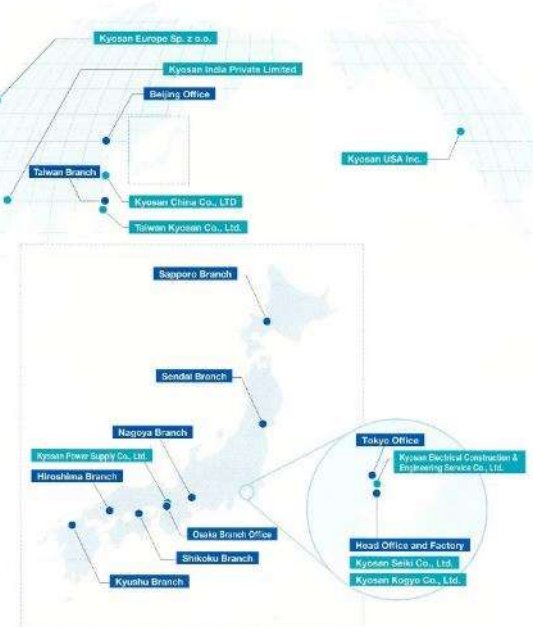 Kyosan Europe Sp. z o.o.
Kyosan India Private Limited
Beijing Office
Kyosan USA Inc.
Taiwan Branch
Kyosan China Co., LTD
Taiwan Kyosan Co., Ltd.
Sapporo Branch
Sendai Branch
Nagoya Branch
Kyosan Power Supply Co., Ltd.
Hiroshima Branch
Osaka Branch Office
Shikoku Branch
Kyushu Branch
Tokyo Office
Kyosan Electrical Construction &
Engineering Service Co., Ltd.
Head Office and Factory
Kyosan Seiki Co., Ltd.
Kyosan Kogyo Co., Ltd.